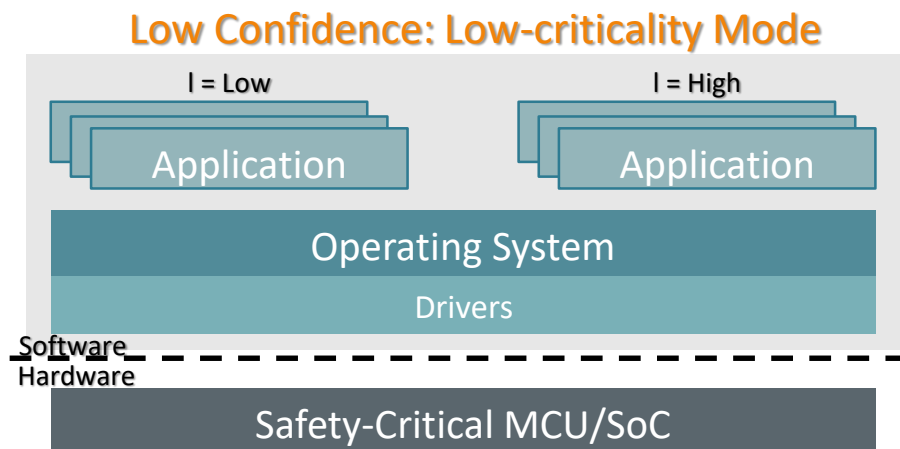 Low Confidence: Low-criticality Mode
l = Low
l = High
Application
Application
Operating System
Drivers
Software
Hardware
Safety-Critical MCU/SoC